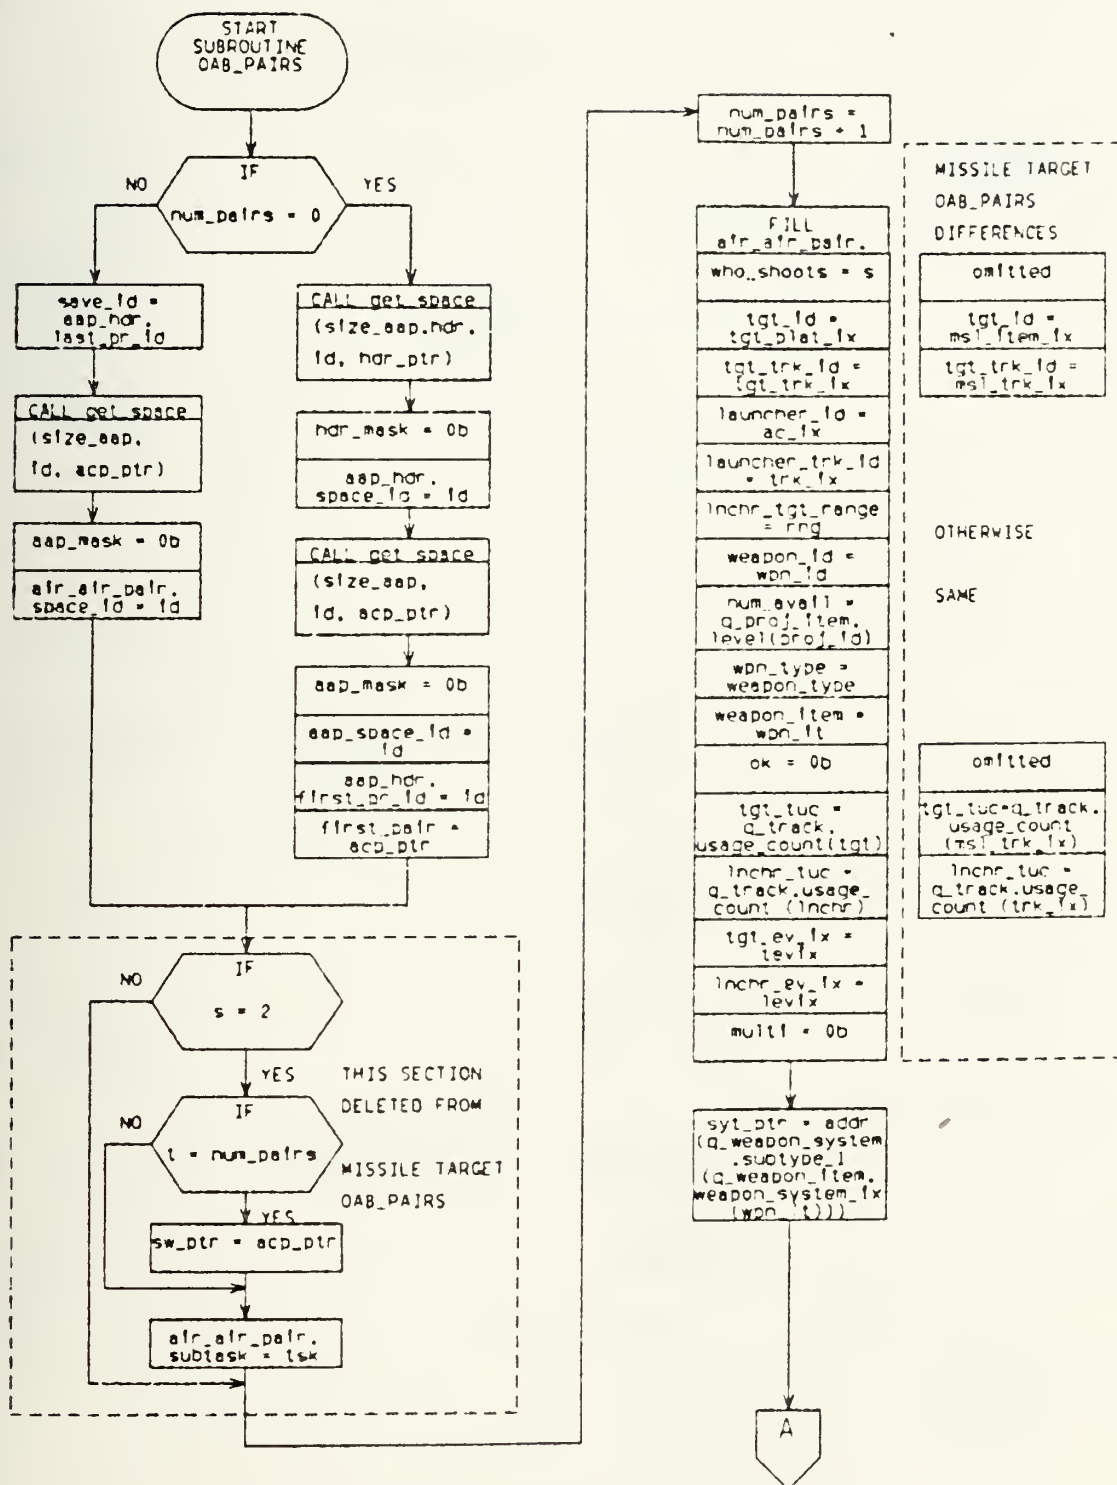 START
SUBROUTINE
OAB_PAIRS
IF
num_pairs = 0
NO
YES
save_id =
aap_hdr.
last_pr_id
CALL get_space
(size_aap,
id, acp_ptr)
aap_mask = 0b
air_air_pair.
space_id = id
CALL get_space
(size_aap.hdr.
id, hdr_ptr)
hdr_mask = 0b
aap_hdr.
space_id = id
CALL get_space
(size_aap,
id, acp_ptr)
aap_mask = 0b
aap_space_id =
id
aap_hdr.
first_pr_id = id
first_pair =
acp_ptr
IF
s = 2
NO
YES
THIS SECTION
DELETED FROM
MISSILE TARGET
OAB_PAIRS
IF
t = num_pairs
NO
YES
sw_ptr = acp_ptr
air_air_pair.
subtask = tsk
num_pairs =
num_pairs + 1
FILL
air_air_pair.
who_shoots = s
tgt_id =
tgt_plat_ix
tgt_trk_id =
tgt_trk_ix
launcher_id =
ac_ix
launcher_trk_id
= trk_ix
lnchr_tgt_range
= rng
weapon_id =
wpn_id
num_avail =
q_proj_item.
level(proj_id)
wpn_type =
weapon_type
weapon_item =
wpn_it
ok = 0b
tgt_tuc =
q_track.
usage_count(tgt)
lnchr_tuc =
q_track.usage_
count (lnchr)
tgt_ev_ix =
tevix
lnchr_ev_ix =
levix
multi = 0b
syt_ptr = addr
(q_weapon_system
.subtype_1
(q_weapon_item.
weapon_system_ix
(wpn_it)))
A
MISSILE TARGET
OAB_PAIRS
DIFFERENCES
omitted
tgt_id =
msl_item_ix
tgt_trk_id =
msl_trk_ix
OTHERWISE
SAME
omitted
tgt_tuc=q_track.
usage_count
(msl_trk_ix)
lnchr_tuc =
q_track.usage_
count (trk_ix)